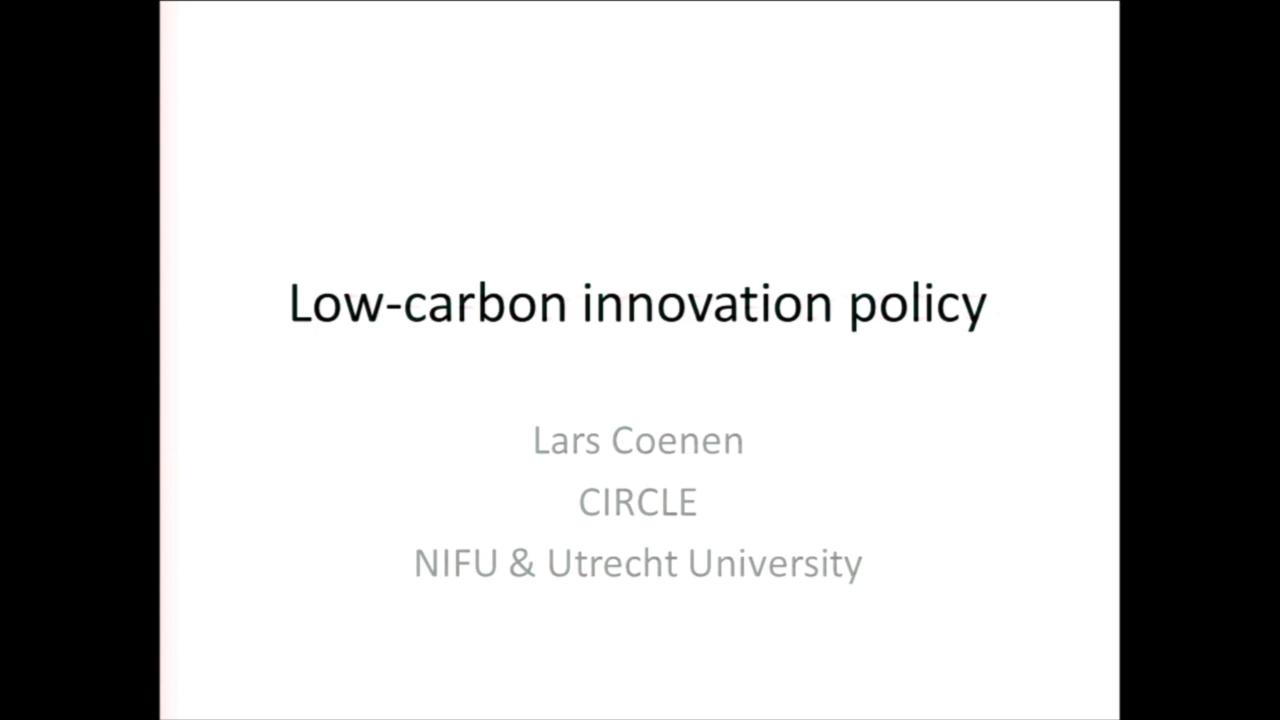 Low-carbon innovation policy
Lars Coenen
CIRCLE
NIFU & Utrecht University